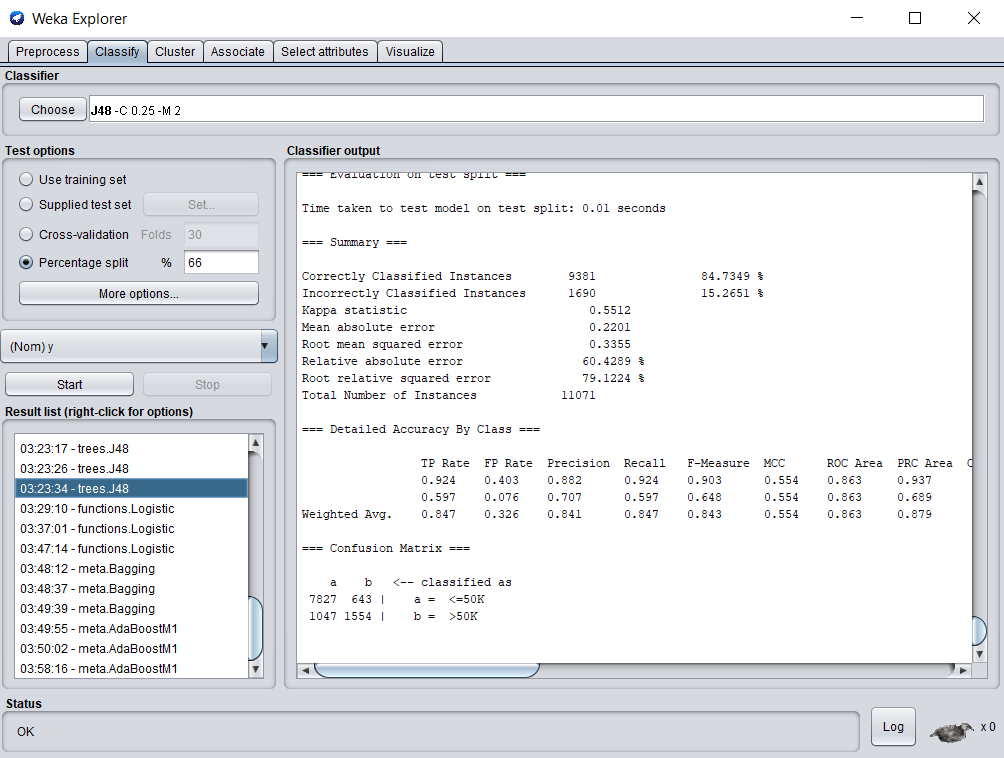 Weka Explorer
Preprocess Classify Cluster Associate Select attributes Visualize
Classifier
Choose J48 -C 0.25 -M 2
Test options
Use training set
Supplied test set Set...
Cross-validation Folds 30
Percentage split % 66
More options...
(Nom) y
Start Stop
Result list (right-click for options)
03:23:17 - trees.J48
03:23:26 - trees.J48
03:23:34 - trees.J48
03:29:10 - functions.Logistic
03:37:01 - functions.Logistic
03:47:14 - functions.Logistic
03:48:12 - meta.Bagging
03:48:37 - meta.Bagging
03:49:39 - meta.Bagging
03:49:55 - meta.AdaBoostM1
03:50:02 - meta.AdaBoostM1
03:58:16 - meta.AdaBoostM1
Classifier output
=== Evaluation on test split ===
Time taken to test model on test split: 0.01 seconds
=== Summary ===
Correctly Classified Instances 9381 84.7349 %
Incorrectly Classified Instances 1690 15.2651 %
Kappa statistic 0.5512
Mean absolute error 0.2201
Root mean squared error 0.3355
Relative absolute error 60.4289 %
Root relative squared error 79.1224 %
Total Number of Instances 11071
=== Detailed Accuracy By Class ===
TP Rate FP Rate Precision Recall F-Measure MCC ROC Area PRC Area C
0.924 0.403 0.882 0.924 0.903 0.554 0.863 0.937
0.597 0.076 0.707 0.597 0.648 0.554 0.863 0.689
Weighted Avg. 0.847 0.326 0.841 0.847 0.843 0.554 0.863 0.879
=== Confusion Matrix ===
a b <-- classified as
7827 643 | a = <=50K
1047 1554 | b = >50K
Status
OK
Log x 0